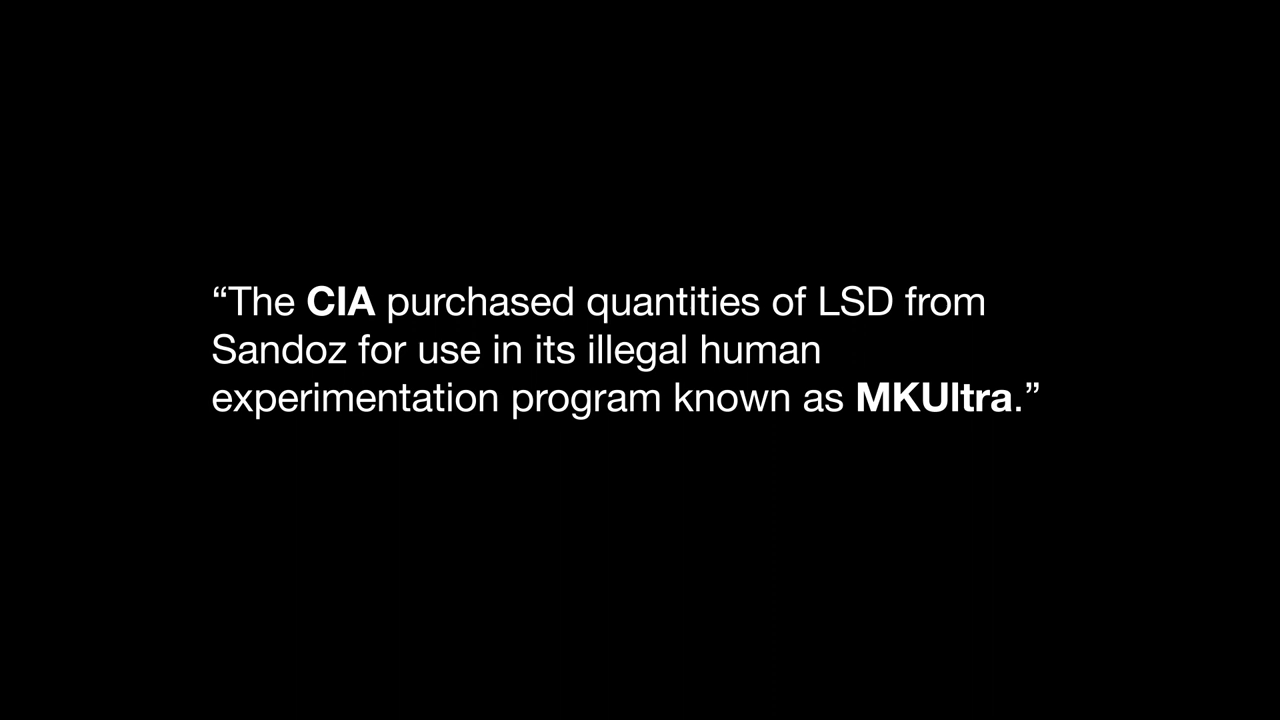 “The CIA purchased quantities of LSD from
Sandoz for use in its illegal human
experimentation program known as MKUltra.”